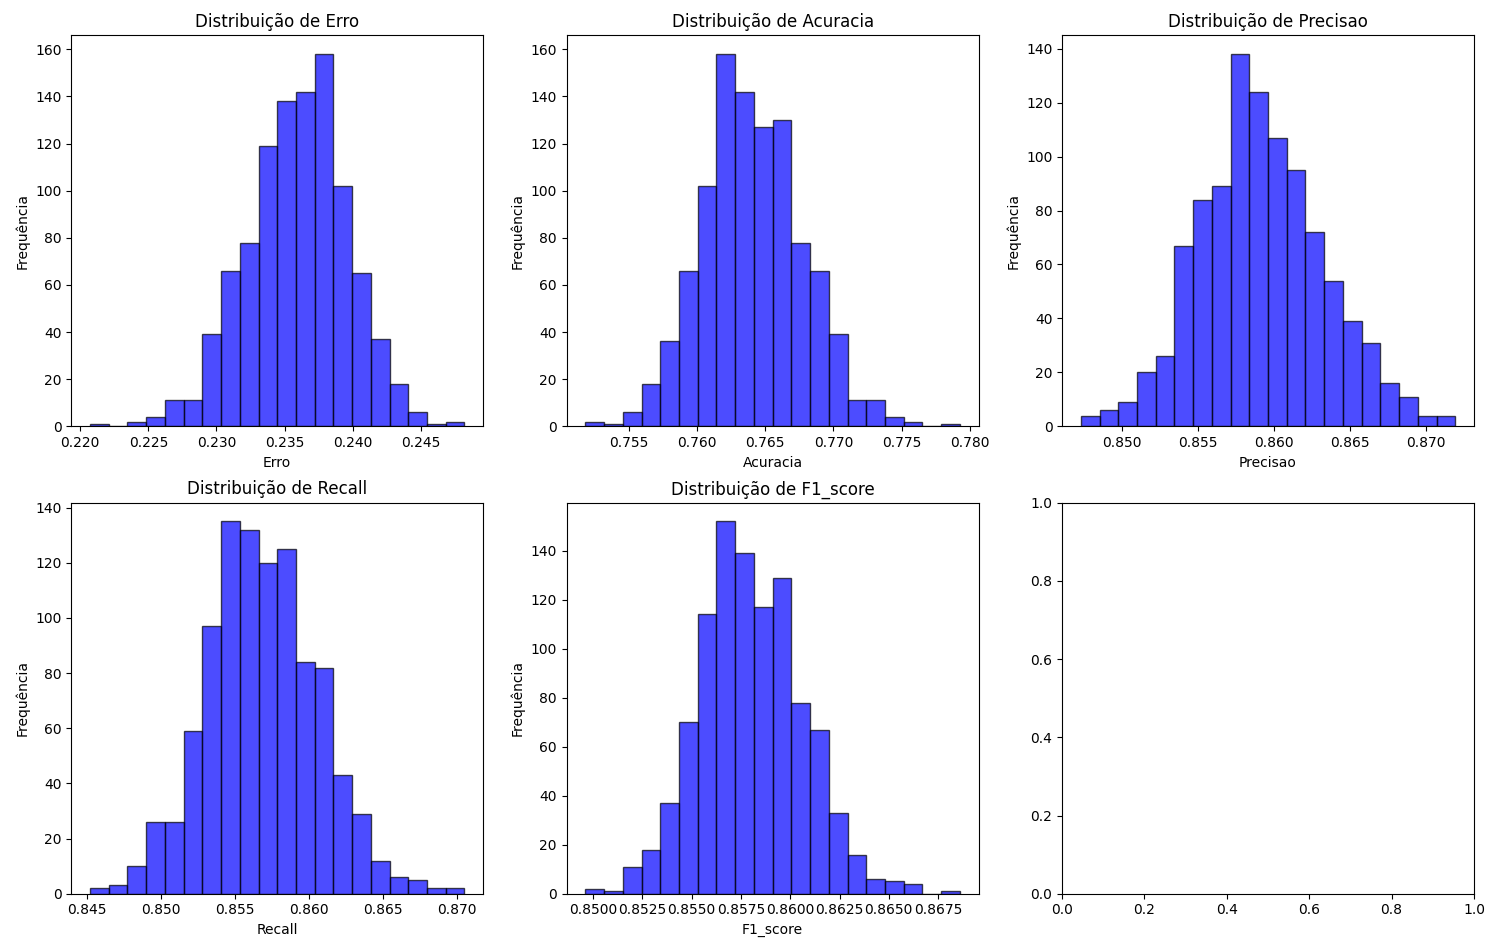 Distribuição de Erro
Frequência
160
140
120
100
80
60
40
20
0
0.220 0.225 0.230 0.235 0.240 0.245
Erro
Distribuição de Acuracia
Frequência
160
140
120
100
80
60
40
20
0
0.755 0.760 0.765 0.770 0.775 0.780
Acuracia
Distribuição de Precisao
Frequência
140
120
100
80
60
40
20
0
0.850 0.855 0.860 0.865 0.870
Precisao
Distribuição de Recall
Frequência
140
120
100
80
60
40
20
0
0.845 0.850 0.855 0.860 0.865 0.870
Recall
Distribuição de F1_score
Frequência
140
120
100
80
60
40
20
0
0.8500 0.8525 0.8550 0.8575 0.8600 0.8625 0.8650 0.8675
F1_score
1.0
0.8
0.6
0.4
0.2
0.0
0.0 0.2 0.4 0.6 0.8 1.0